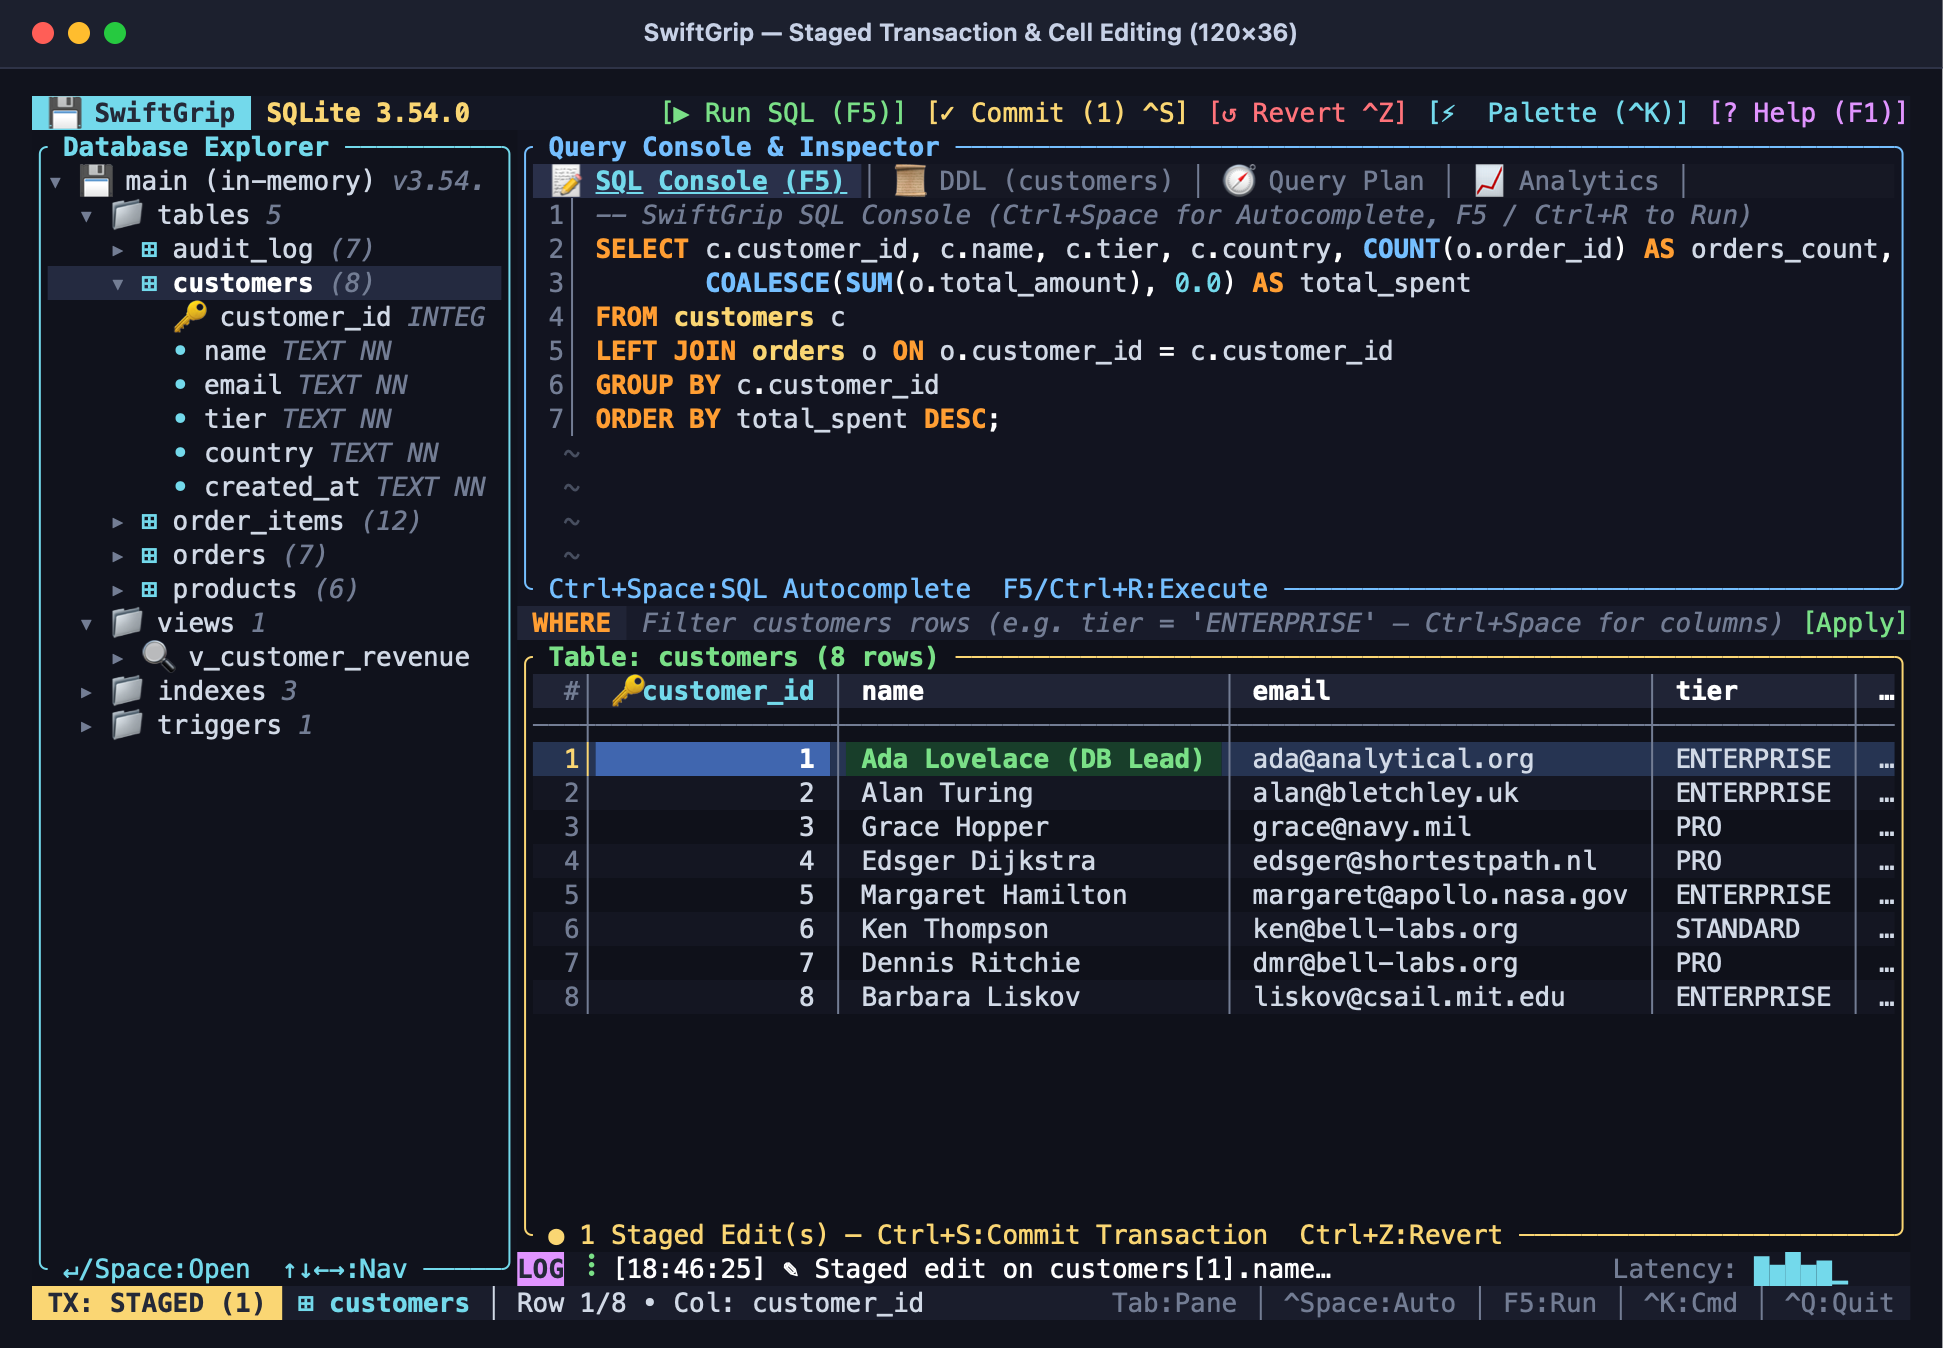 SwiftGrip — Staged Transaction & Cell Editing (120×36)
💾 SwiftGrip SQLite 3.54.0 [▶ Run SQL (F5)] [✓ Commit (1) ^S] [↺ Revert ^Z] [⚡ Palette (^K)] [? Help (F1)]
Database Explorer
▾ 💾 main (in-memory) v3.54.
▾ 📁 tables 5
▸ ⊞ audit_log (7)
▾ ⊞ customers (8)
🔑 customer_id INTEG
• name TEXT NN
• email TEXT NN
• tier TEXT NN
• country TEXT NN
• created_at TEXT NN
▸ ⊞ order_items (12)
▸ ⊞ orders (7)
▸ ⊞ products (6)
▾ 📁 views 1
▸ 🔍 v_customer_revenue
▸ 📁 indexes 3
▸ 📁 triggers 1
↵/Space:Open ↑↓←→:Nav
Query Console & Inspector
📝 SQL Console (F5) │ 📜 DDL (customers) │ 🧭 Query Plan │ 📈 Analytics │
1 -- SwiftGrip SQL Console (Ctrl+Space for Autocomplete, F5 / Ctrl+R to Run)
2 SELECT c.customer_id, c.name, c.tier, c.country, COUNT(o.order_id) AS orders_count,
3 COALESCE(SUM(o.total_amount), 0.0) AS total_spent
4 FROM customers c
5 LEFT JOIN orders o ON o.customer_id = c.customer_id
6 GROUP BY c.customer_id
7 ORDER BY total_spent DESC;
~
~
~
~
Ctrl+Space:SQL Autocomplete F5/Ctrl+R:Execute
WHERE Filter customers rows (e.g. tier = 'ENTERPRISE' — Ctrl+Space for columns) [Apply]
Table: customers (8 rows)
# 🔑customer_id name email tier …
1 1 Ada Lovelace (DB Lead) ada@analytical.org ENTERPRISE …
2 2 Alan Turing alan@bletchley.uk ENTERPRISE …
3 3 Grace Hopper grace@navy.mil PRO …
4 4 Edsger Dijkstra edsger@shortestpath.nl PRO …
5 5 Margaret Hamilton margaret@apollo.nasa.gov ENTERPRISE …
6 6 Ken Thompson ken@bell-labs.org STANDARD …
7 7 Dennis Ritchie dmr@bell-labs.org PRO …
8 8 Barbara Liskov liskov@csail.mit.edu ENTERPRISE …
● 1 Staged Edit(s) — Ctrl+S:Commit Transaction Ctrl+Z:Revert
LOG ⋮ [18:46:25] ✎ Staged edit on customers[1].name… Latency:
TX: STAGED (1) ⊞ customers │ Row 1/8 • Col: customer_id Tab:Pane │ ^Space:Auto │ F5:Run │ ^K:Cmd │ ^Q:Quit